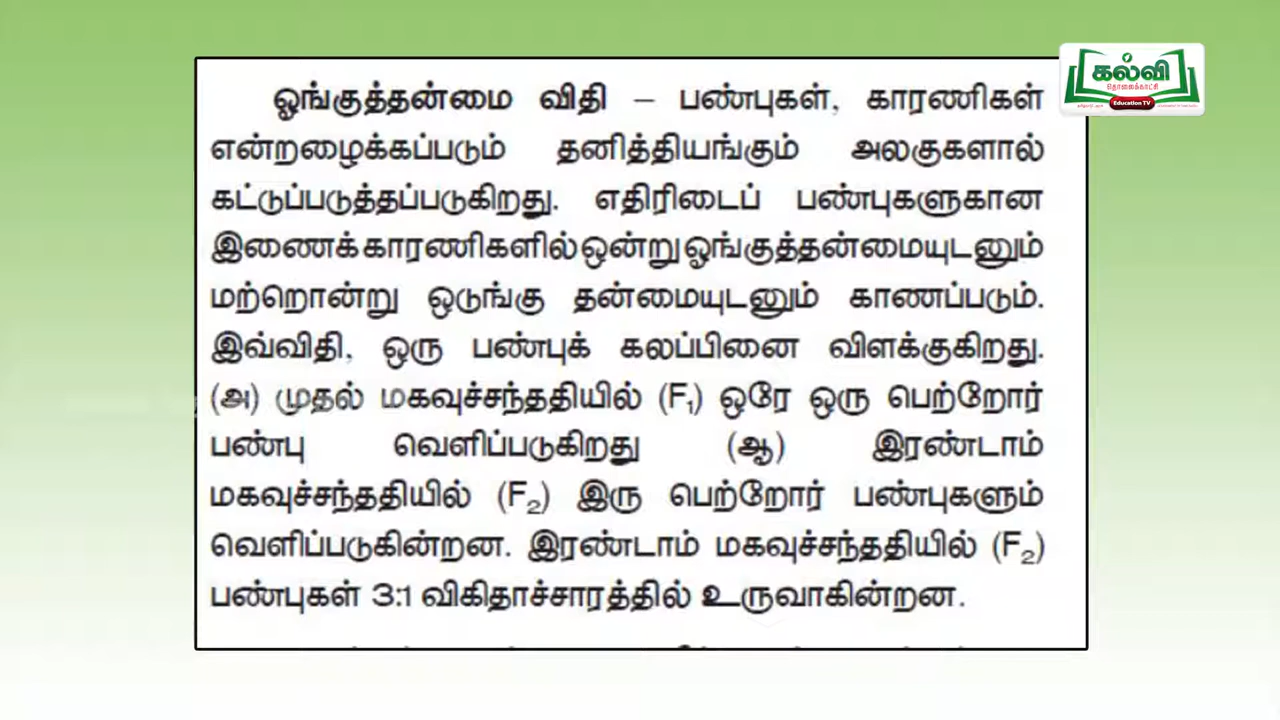 கல்வி
தொலைக்காட்சி
Education TV
ஓங்குத்தன்மை விதி – பண்புகள், காரணிகள்
என்றழைக்கப்படும் தனித்தியங்கும் அலகுகளால்
கட்டுப்படுத்தப்படுகிறது. எதிரிடைப் பண்புகளுகான
இணைக்காரணிகளில் ஒன்று ஓங்குத்தன்மையுடனும்
மற்றொன்று ஒடுங்கு தன்மையுடனும் காணப்படும்.
இவ்விதி, ஒரு பண்புக் கலப்பினை விளக்குகிறது.
(அ) முதல் மகவுச்சந்ததியில் (F₁) ஒரே ஒரு பெற்றோர்
பண்பு வெளிப்படுகிறது (ஆ) இரண்டாம்
மகவுச்சந்ததியில் (F₂) இரு பெற்றோர் பண்புகளும்
வெளிப்படுகின்றன. இரண்டாம் மகவுச்சந்ததியில் (F₂)
பண்புகள் 3:1 விகிதாச்சாரத்தில் உருவாகின்றன.